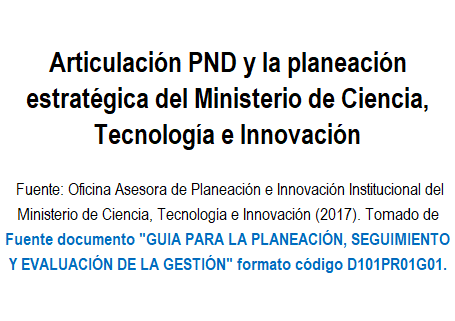 Articulación PND y la planeación
estratégica del Ministerio de Ciencia,
Tecnología e Innovación
Fuente: Oficina Asesora de Planeación e Innovación Institucional del
Ministerio de Ciencia, Tecnología e Innovación (2017). Tomado de
Fuente documento "GUIA PARA LA PLANEACIÓN, SEGUIMIENTO
Y EVALUACIÓN DE LA GESTIÓN" formato código D101PR01G01.